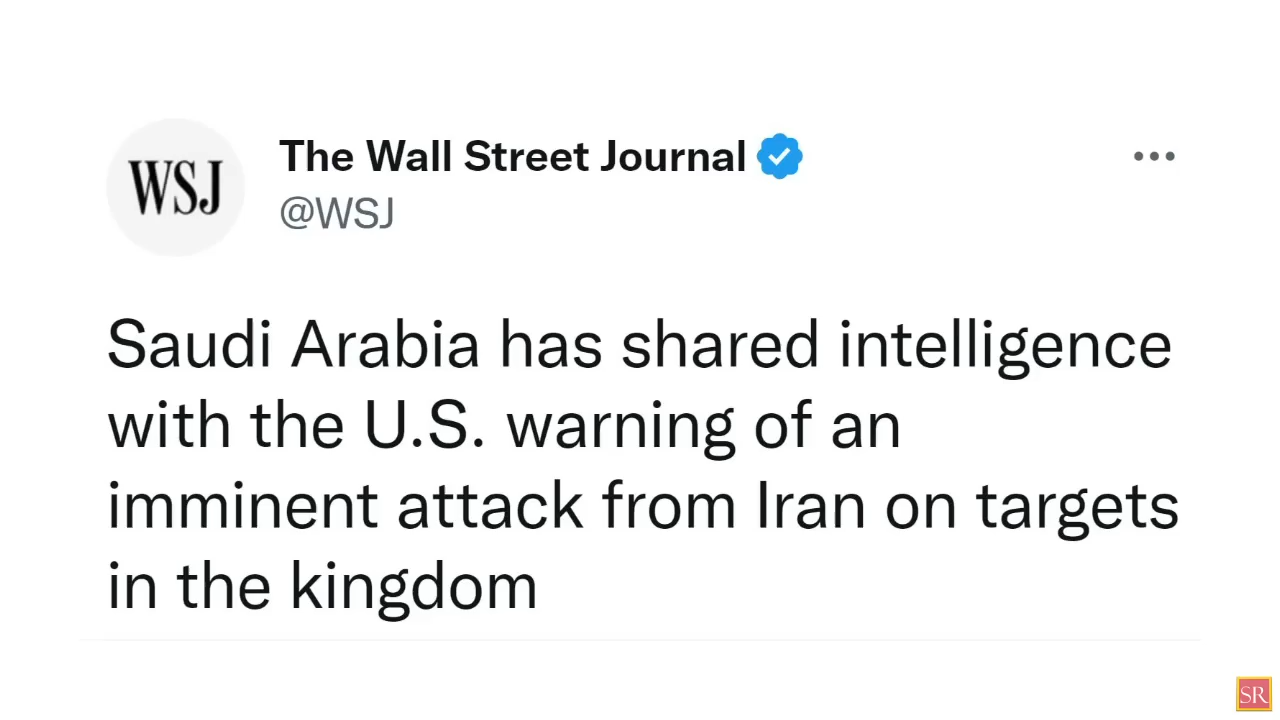 WSJ
The Wall Street Journal
@WSJ
Saudi Arabia has shared intelligence
with the U.S. warning of an
imminent attack from Iran on targets
in the kingdom
SR